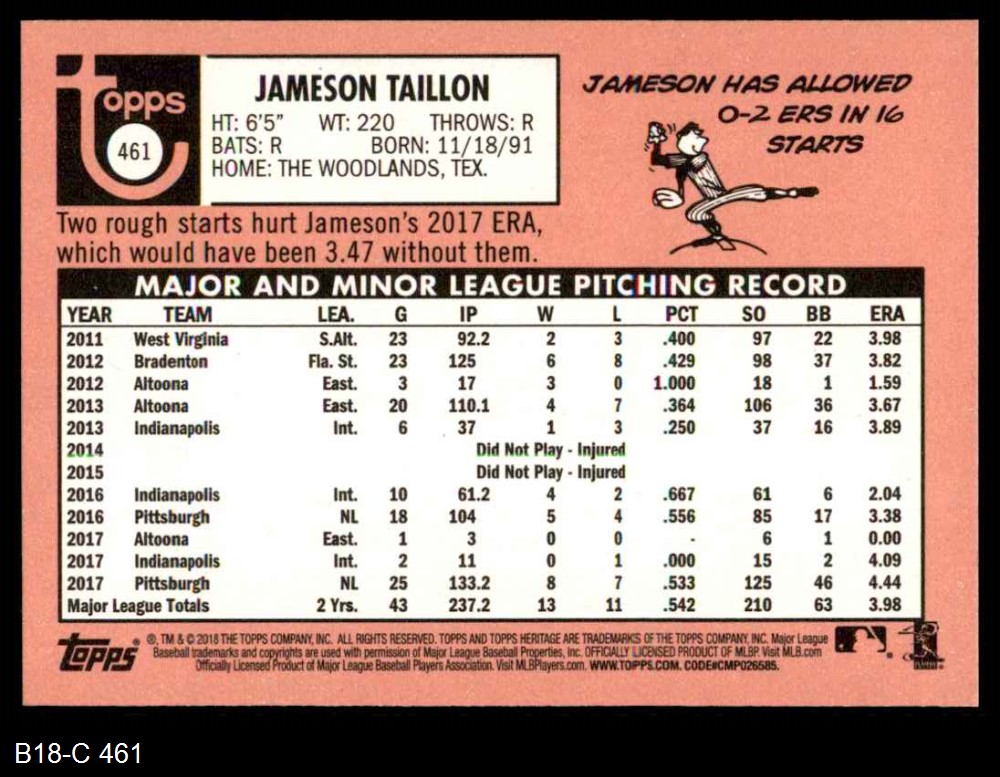 Topps
461
JAMESON TAILLON
HT: 6'5" WT: 220 THROWS: R
BATS: R BORN: 11/18/91
HOME: THE WOODLANDS, TEX.
JAMESON HAS ALLOWED
0-2 ERS IN 16
STARTS
Two rough starts hurt Jameson's 2017 ERA,
which would have been 3.47 without them.
MAJOR AND MINOR LEAGUE PITCHING RECORD
YEAR TEAM LEA. G IP W L PCT SO BB ERA
2011 West Virginia S.Alt. 23 92.2 2 3 .400 97 22 3.98
2012 Bradenton Fla. St. 23 125 6 8 .429 98 37 3.82
2012 Altoona East. 3 17 3 0 1.000 18 1 1.59
2013 Altoona East. 20 110.1 4 7 .364 106 36 3.67
2013 Indianapolis Int. 6 37 1 3 .250 37 16 3.89
2014 Did Not Play - Injured
2015 Did Not Play - Injured
2016 Indianapolis Int. 10 61.2 4 2 .667 61 6 2.04
2016 Pittsburgh NL 18 104 5 4 .556 85 17 3.38
2017 Altoona East. 1 3 0 0 - 6 1 0.00
2017 Indianapolis Int. 2 11 0 1 .000 15 2 4.09
2017 Pittsburgh NL 25 133.2 8 7 .533 125 46 4.44
Major League Totals 2 Yrs. 43 237.2 13 11 .542 210 63 3.98
Topps ® ®, TM & © 2018 THE TOPPS COMPANY, INC. ALL RIGHTS RESERVED. TOPPS AND TOPPS HERITAGE ARE TRADEMARKS OF THE TOPPS COMPANY, INC. Major League
Baseball trademarks and copyrights are used with permission of Major League Baseball Properties, Inc. OFFICIALLY LICENSED PRODUCT OF MLBP. Visit MLB.com
Officially Licensed Product of Major League Baseball Players Association. Visit MLBPlayers.com. WWW.TOPPS.COM. CODE#CMP026585.
B18-C 461